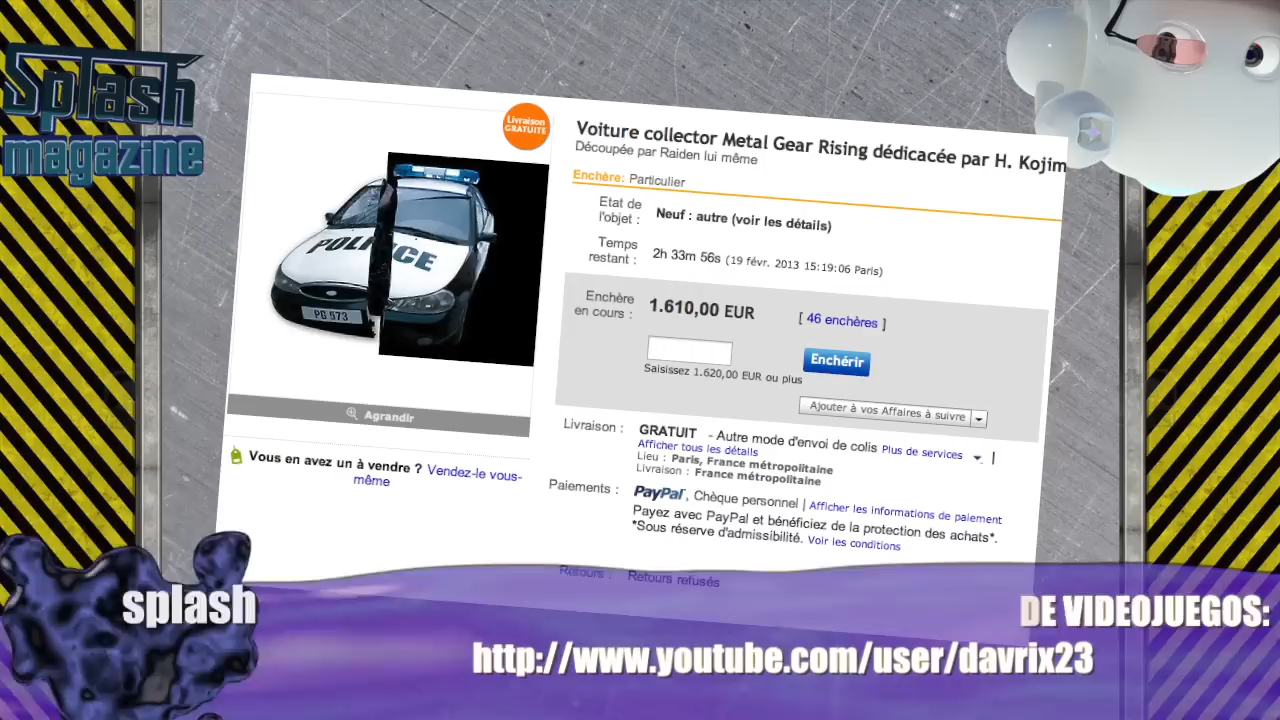 Splash
magazine
Livraison
GRATUITE
POLICE
PG 973
Agrandir
Vous en avez un à vendre ? Vendez-le vous-
même
Voiture collector Metal Gear Rising dédicacée par H. Kojim
Découpée par Raiden lui même
Enchère: Particulier
Etat de
l'objet : Neuf : autre (voir les détails)
Temps
restant : 2h 33m 56s (19 févr. 2013 15:19:06 Paris)
Enchère
en cours : 1.610,00 EUR [ 46 enchères ]
Enchérir
Saisissez 1.620,00 EUR ou plus
Ajouter à vos Affaires à suivre
Livraison : GRATUIT - Autre mode d'envoi de colis Plus de services |
Afficher tous les détails
Lieu : Paris, France métropolitaine
Livraison : France métropolitaine
Paiements : PayPal, Chèque personnel | Afficher les informations de paiement
Payez avec PayPal et bénéficiez de la protection des achats*.
*Sous réserve d'admissibilité. Voir les conditions
Retours : Retours refusés
splash
DE VIDEOJUEGOS:
http://www.youtube.com/user/davrix23